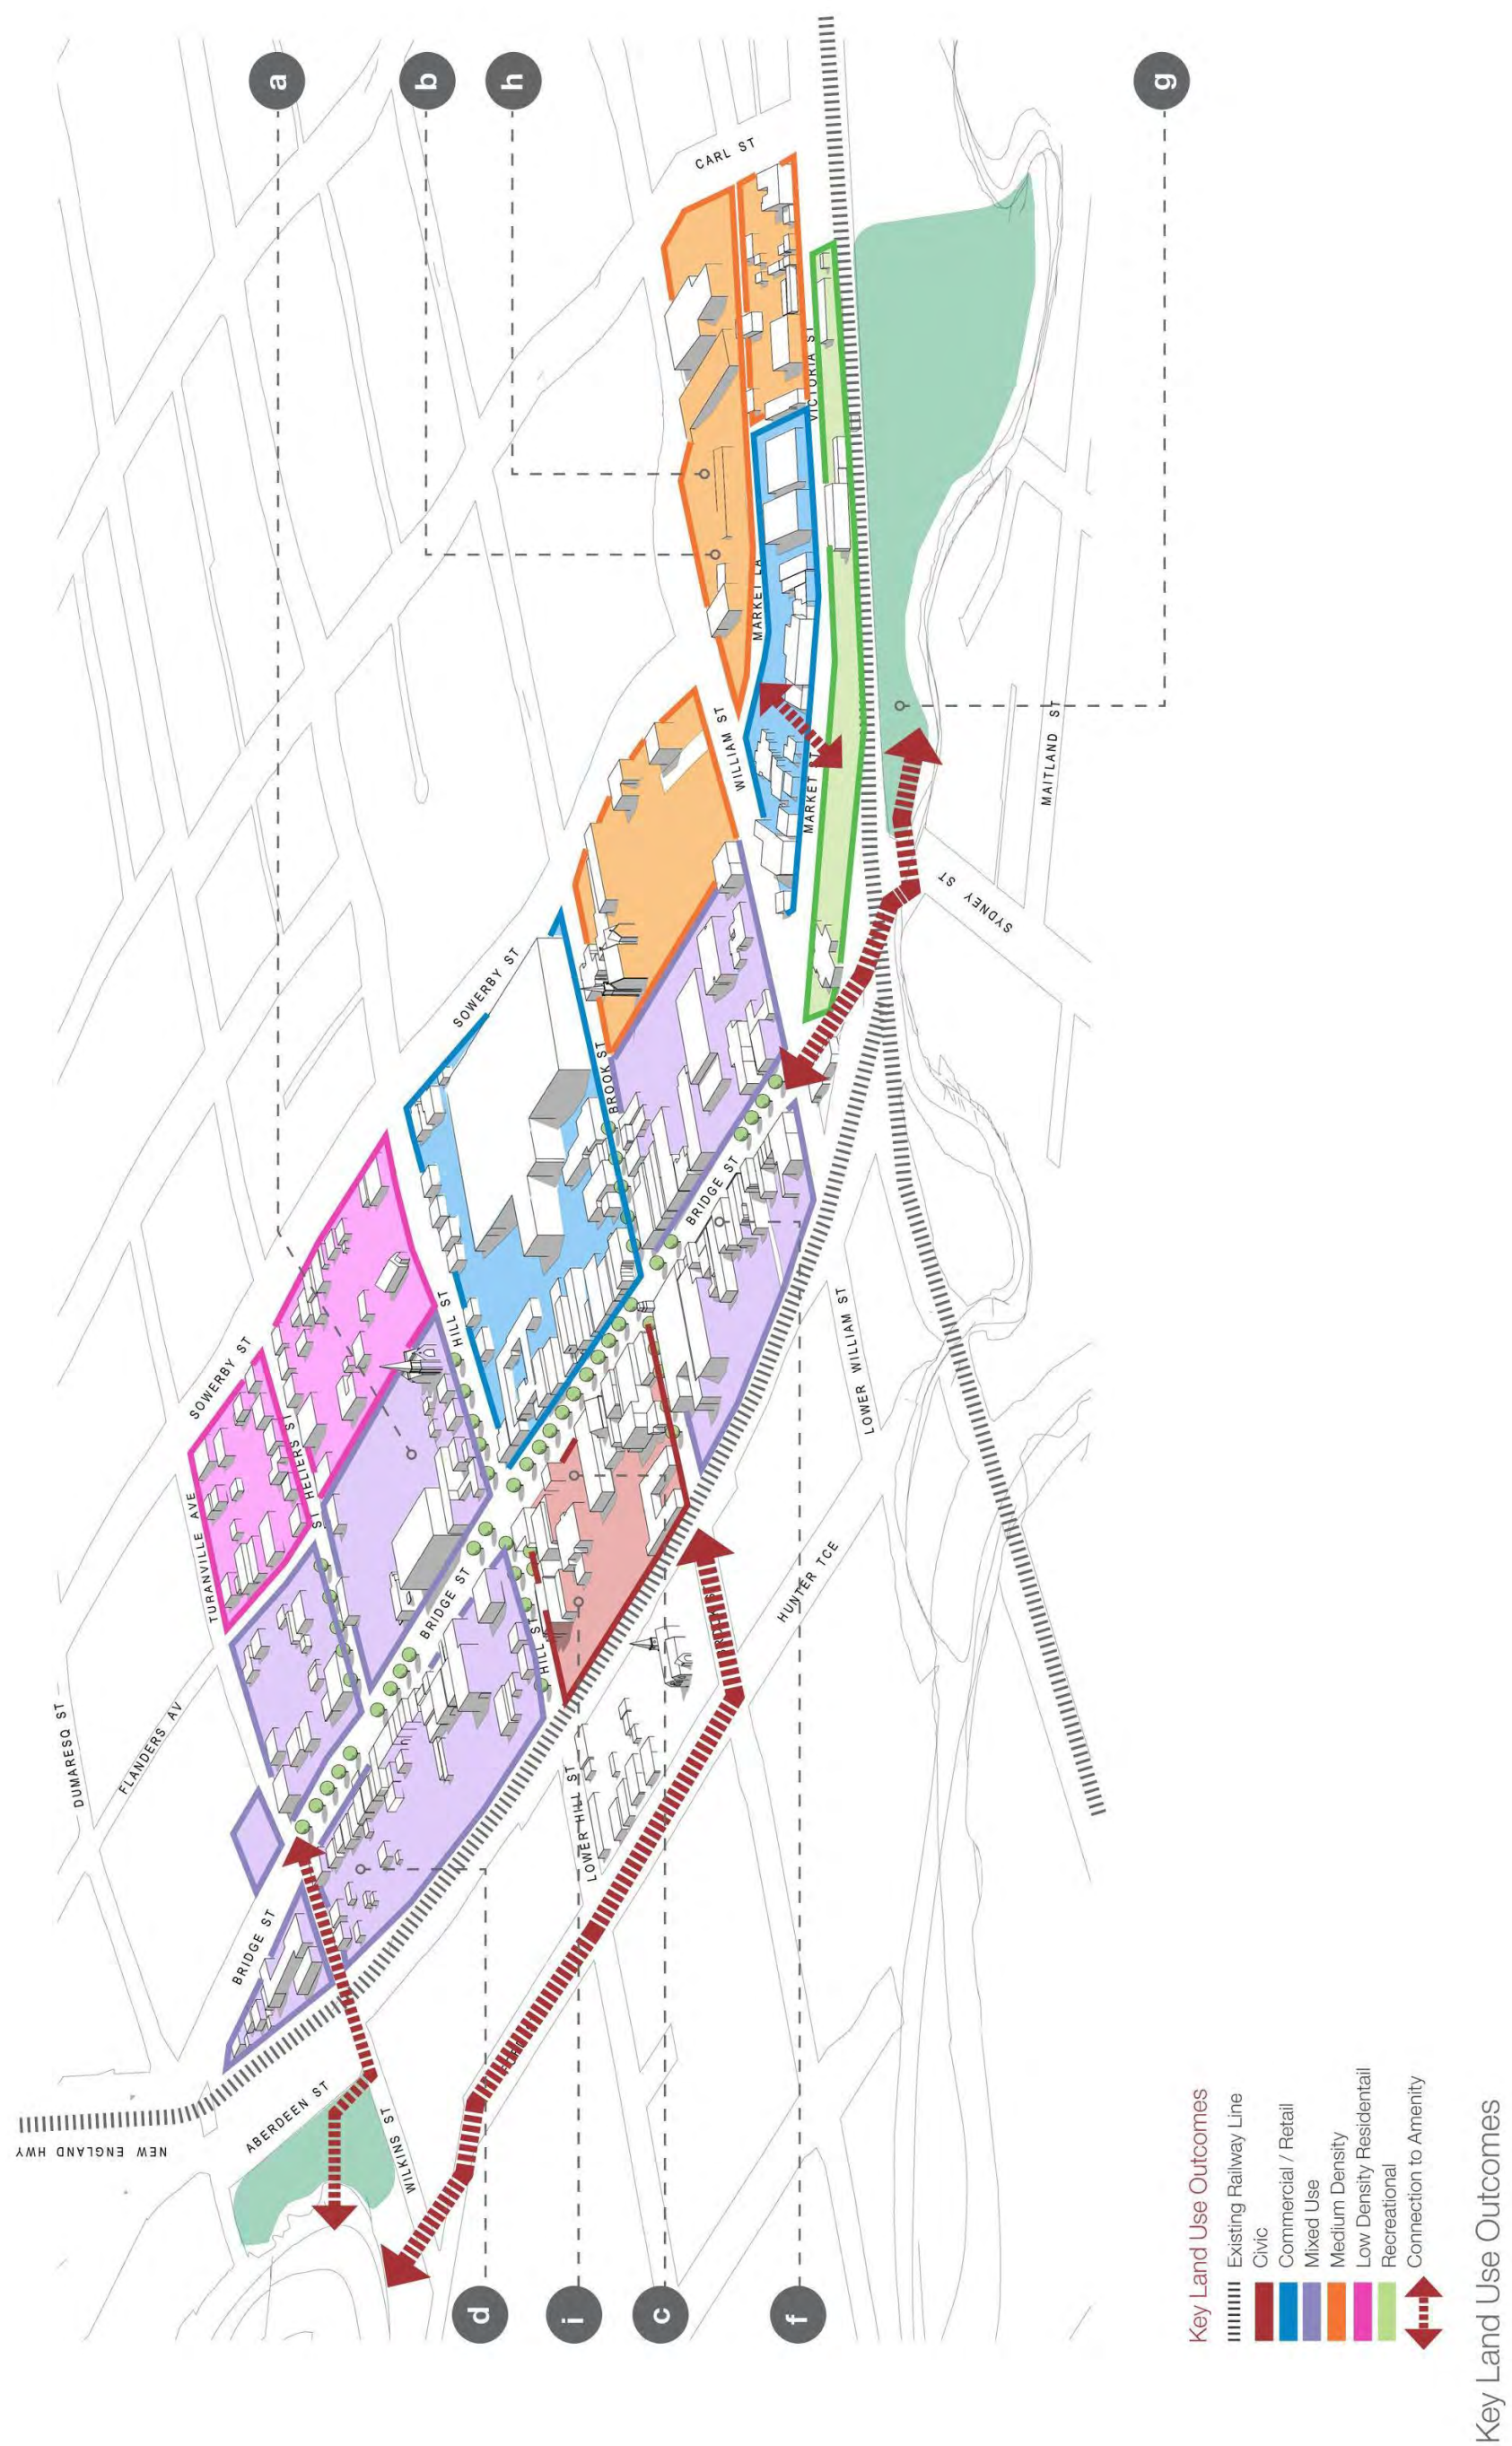 NEW ENGLAND HWY
DUMARESQ ST
FLANDERS AV
TURANVILLE AVE
SOWERBY ST
BRIDGE ST
ABERDEEN ST
WILKINS ST
ST HELIERS ST
HILL ST
BRIDGE ST
SOWERBY ST
HILL ST
LOWER HILL ST
BROOK ST
BRIDGE ST
WILLIAM ST
CARL ST
MARKET LA
MARKET ST
VICTORIA ST
HUNTER TCE
LOWER WILLIAM ST
SYDNEY ST
MAITLAND ST
a
b
h
g
d
i
c
f
Key Land Use Outcomes
Existing Railway Line
Civic
Commercial / Retail
Mixed Use
Medium Density
Low Density Residentail
Recreational
Connection to Amenity
Key Land Use Outcomes